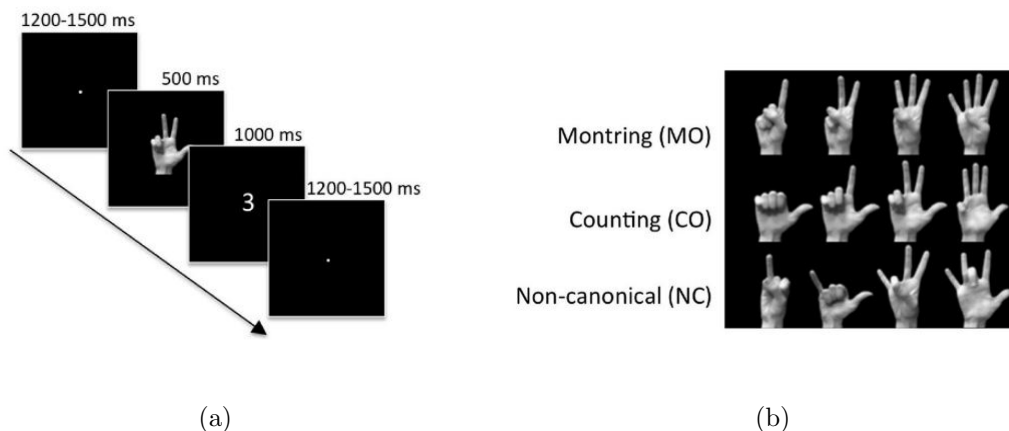 1200-1500 ms
500 ms
1000 ms
3
1200-1500 ms
(a)
Montring (MO)
Counting (CO)
Non-canonical (NC)
(b)